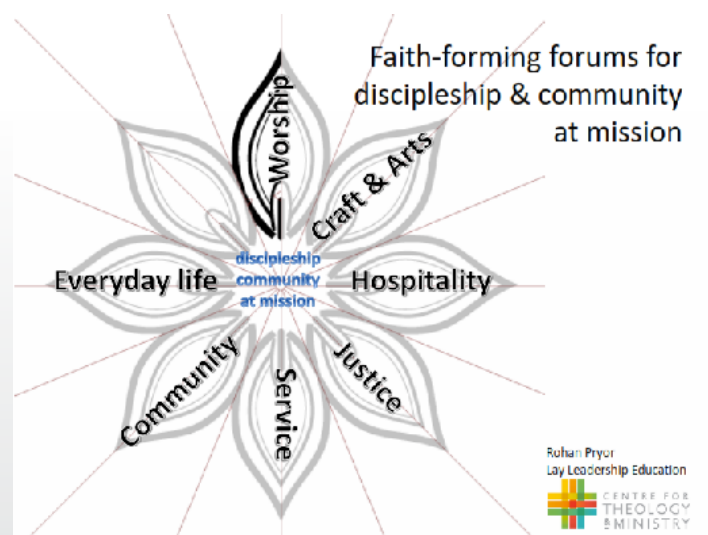 Faith-forming forums for
discipleship & community
at mission
Worship
Craft & Arts
Hospitality
Justice
Service
Community
Everyday life
discipleship
community
at mission
Rohan Pryor
Lay Leadership Education
CENTRE FOR
THEOLOGY
&MINISTRY